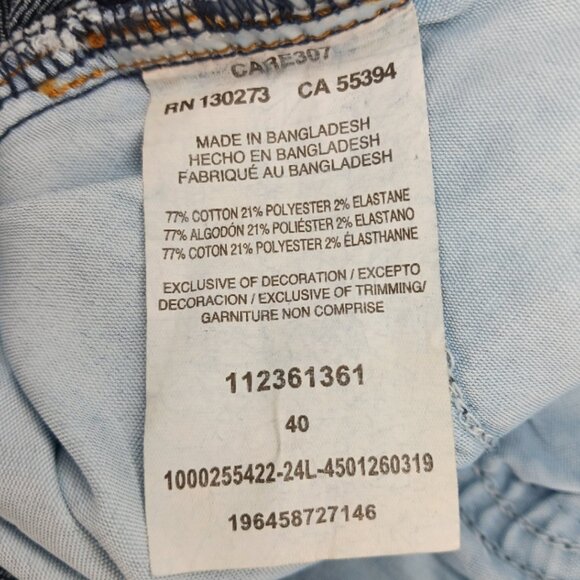 CARE307
RN 130273 CA 55394
MADE IN BANGLADESH
HECHO EN BANGLADESH
FABRIQUÉ AU BANGLADESH
77% COTTON 21% POLYESTER 2% ELASTANE
77% ALGODÓN 21% POLIÉSTER 2% ELASTANO
77% COTON 21% POLYESTER 2% ÉLASTHANNE
EXCLUSIVE OF DECORATION / EXCEPTO
DECORACION / EXCLUSIVE OF TRIMMING/
GARNITURE NON COMPRISE
112361361
40
1000255422-24L-4501260319
196458727146